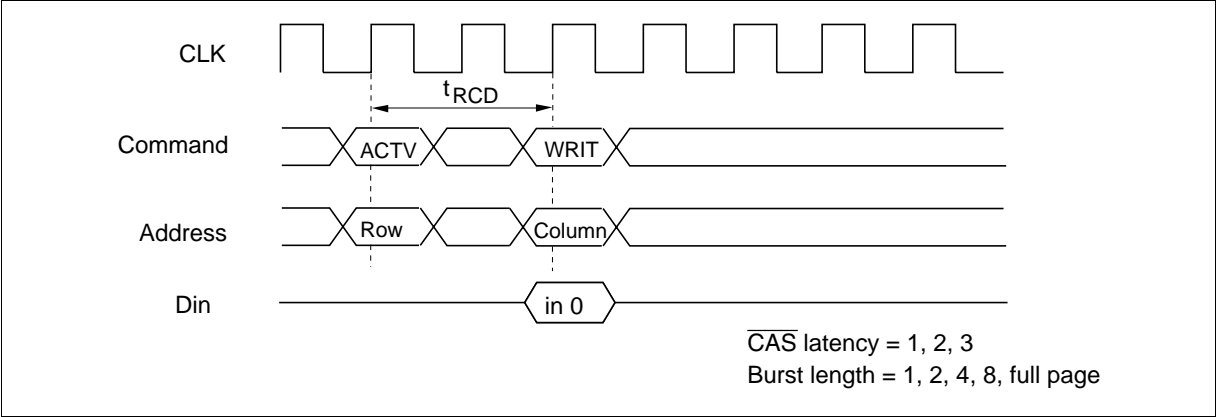 CLK
tRCD
Command
ACTV
WRIT
Address
Row
Column
Din
in 0
CAS latency = 1, 2, 3
Burst length = 1, 2, 4, 8, full page